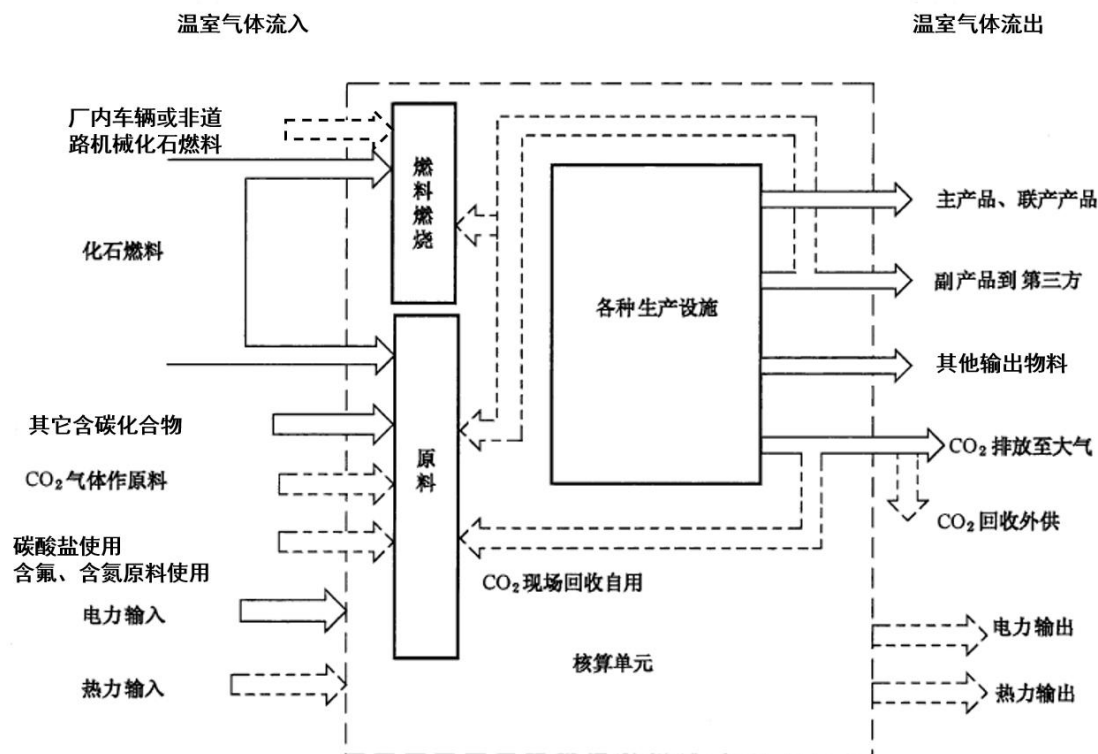 温室气体流入
温室气体流出
厂内车辆或非道
路机械化石燃料
燃料燃烧
化石燃料
各种生产设施
主产品、联产产品
副产品到第三方
其他输出物料
其它含碳化合物
原料
CO₂气体作原料
CO₂排放至大气
CO₂回收外供
碳酸盐使用
含氟、含氮原料使用
CO₂现场回收自用
电力输入
电力输出
核算单元
热力输入
热力输出